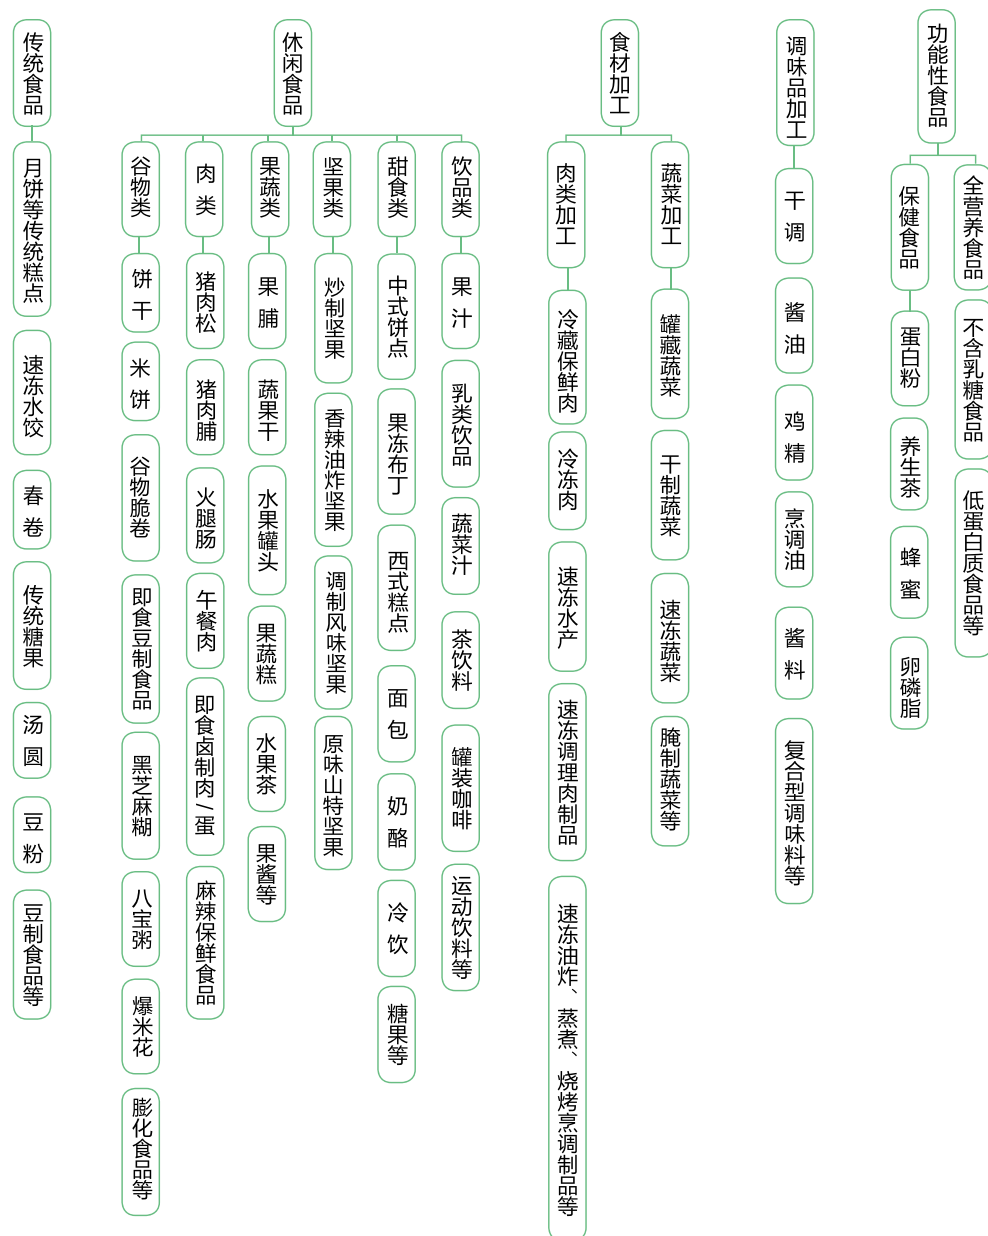 传统食品
月饼等传统糕点
速冻水饺
春卷
传统糖果
汤圆
豆粉
豆制食品等
休闲食品
谷物类
饼干
米饼
谷物脆卷
即食豆制食品
黑芝麻糊
八宝粥
爆米花
膨化食品等
肉类
猪肉松
猪肉脯
火腿肠
午餐肉
即食卤制肉/蛋
麻辣保鲜食品
果蔬类
果脯
蔬果干
水果罐头
果蔬糕
水果茶
果酱等
坚果类
炒制坚果
香辣油炸坚果
调制风味坚果
原味山特坚果
甜食类
中式饼点
果冻布丁
西式糕点
面包
奶酪
冷饮
糖果等
饮品类
果汁
乳类饮品
蔬菜汁
茶饮料
罐装咖啡
运动饮料等
食材加工
肉类加工
冷藏保鲜肉
冷冻肉
速冻水产
速冻调理肉制品
速冻油炸、蒸煮、烧烤烹调制品等
蔬菜加工
罐藏蔬菜
干制蔬菜
速冻蔬菜
腌制蔬菜等
调味品加工
干调
酱油
鸡精
烹调油
酱料
复合型调味料等
功能性食品
保健食品
蛋白粉
养生茶
蜂蜜
卵磷脂
全营养食品
不含乳糖食品
低蛋白质食品等